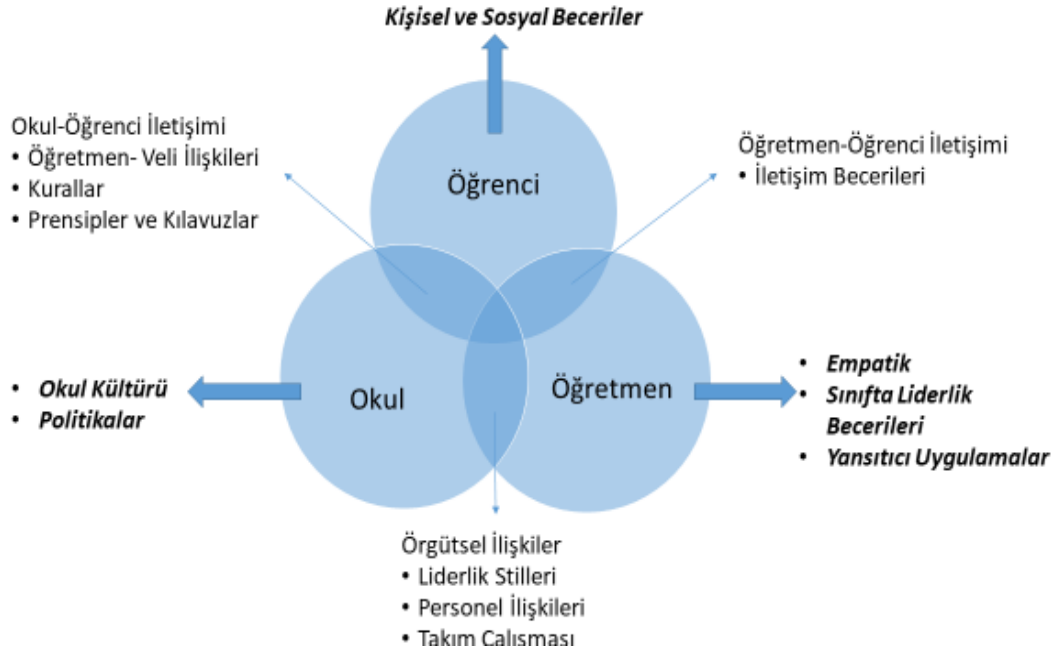 Kişisel ve Sosyal Beceriler
Okul-Öğrenci İletişimi
• Öğretmen- Veli İlişkileri
• Kurallar
• Prensipler ve Kılavuzlar
Öğretmen-Öğrenci İletişimi
• İletişim Becerileri
Öğrenci
• Okul Kültürü
• Politikalar
Okul
Öğretmen
• Empatik
• Sınıfta Liderlik
Becerileri
• Yansıtıcı Uygulamalar
Örgütsel İlişkiler
• Liderlik Stilleri
• Personel İlişkileri
• Takım Çalışması